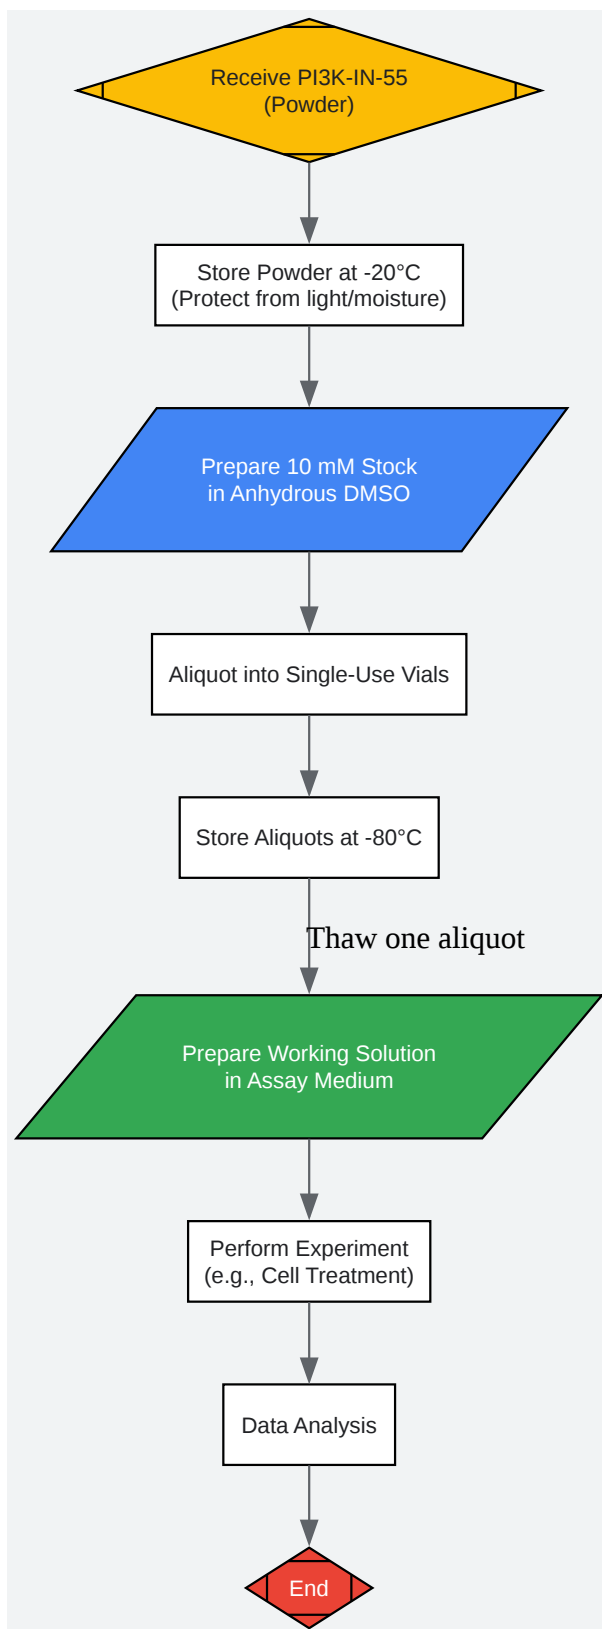 Receive PI3K-IN-55
(Powder)
Store Powder at -20°C
(Protect from light/moisture)
Prepare 10 mM Stock
in Anhydrous DMSO
Aliquot into Single-Use Vials
Store Aliquots at -80°C
Thaw one aliquot
Prepare Working Solution
in Assay Medium
Perform Experiment
(e.g., Cell Treatment)
Data Analysis
End